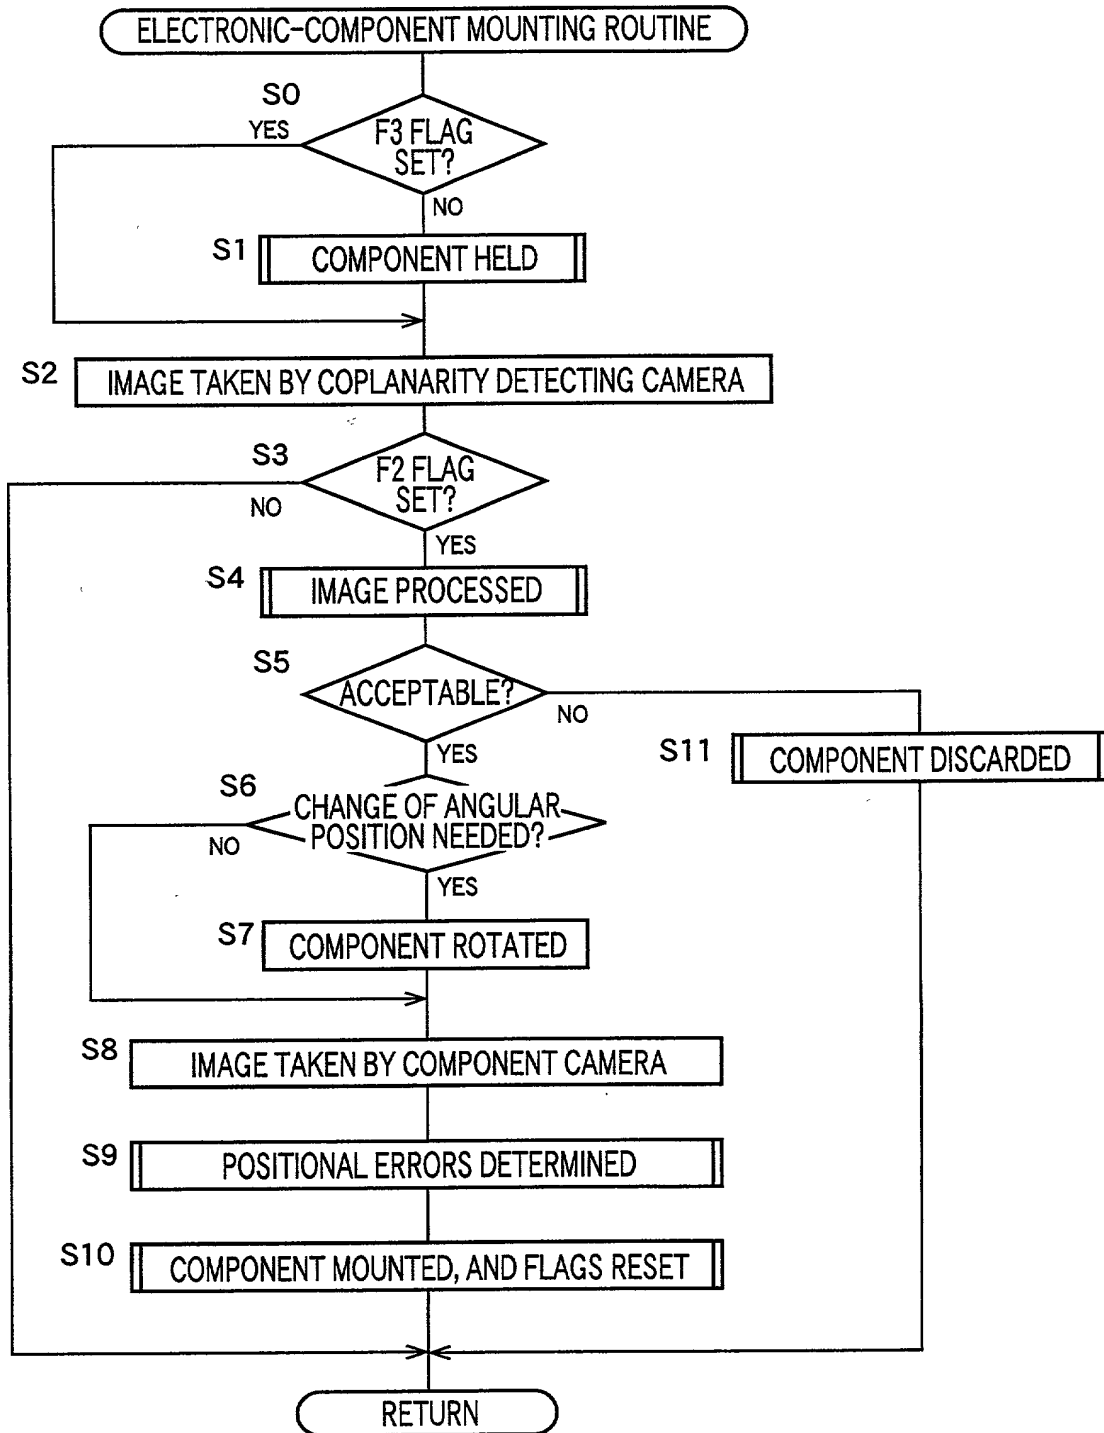 ELECTRONIC-COMPONENT MOUNTING ROUTINE
S0
YES
F3 FLAG
SET?
NO
S1
COMPONENT HELD
S2
IMAGE TAKEN BY COPLANARITY DETECTING CAMERA
S3
F2 FLAG
SET?
NO
YES
S4
IMAGE PROCESSED
S5
ACCEPTABLE?
NO
YES
S11
COMPONENT DISCARDED
S6
CHANGE OF ANGULAR
POSITION NEEDED?
NO
YES
S7
COMPONENT ROTATED
S8
IMAGE TAKEN BY COMPONENT CAMERA
S9
POSITIONAL ERRORS DETERMINED
S10
COMPONENT MOUNTED, AND FLAGS RESET
RETURN